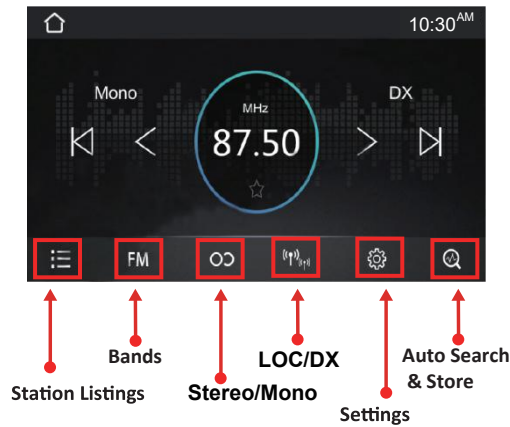 10:30AM
Mono
DX
MHz
87.50
FM
Bands
LOC/DX
Auto Search
& Store
Station Listings
Stereo/Mono
Settings